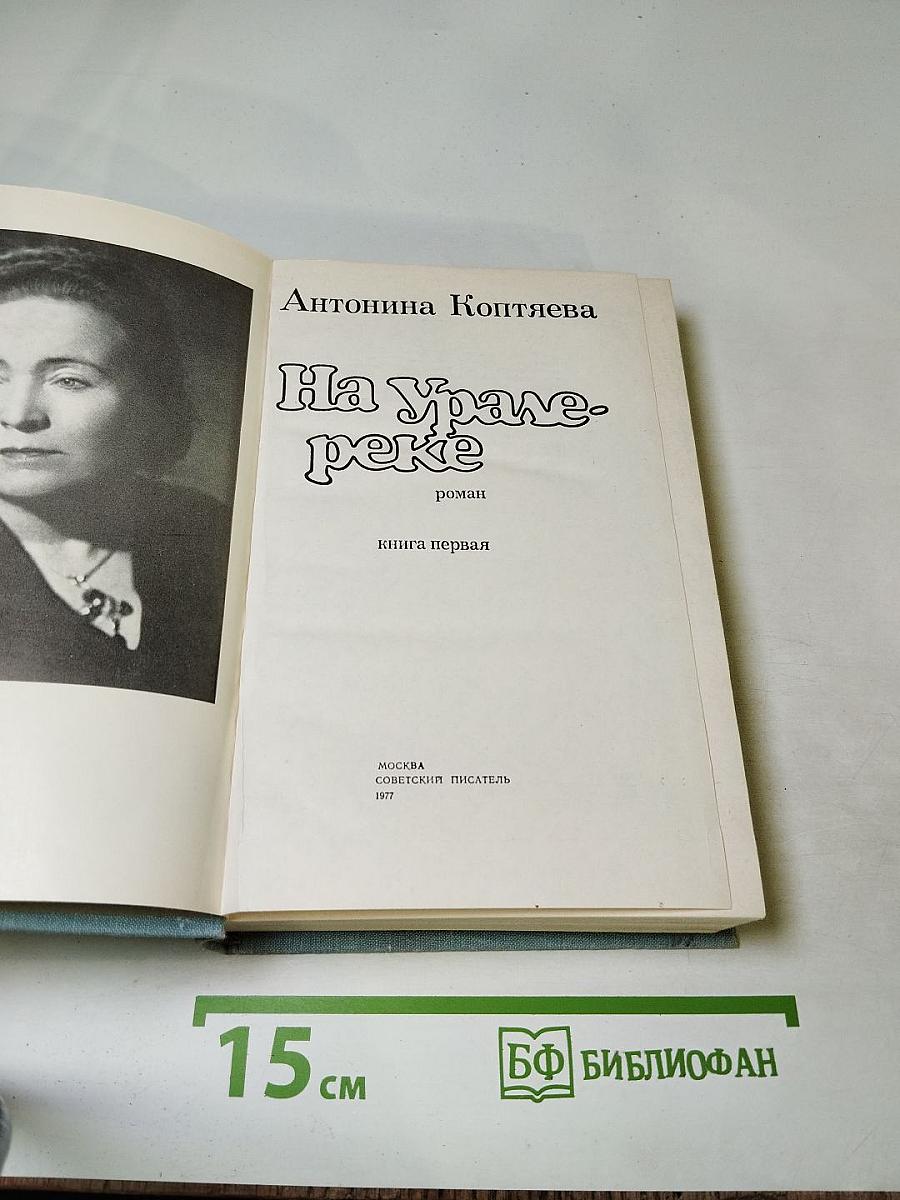 Антонина Коптяева
На Урале-
реке
роман
книга первая
МОСКВА
СОВЕТСКИЙ ПИСАТЕЛЬ
1977
15 см
БФ БИБЛИОФАН